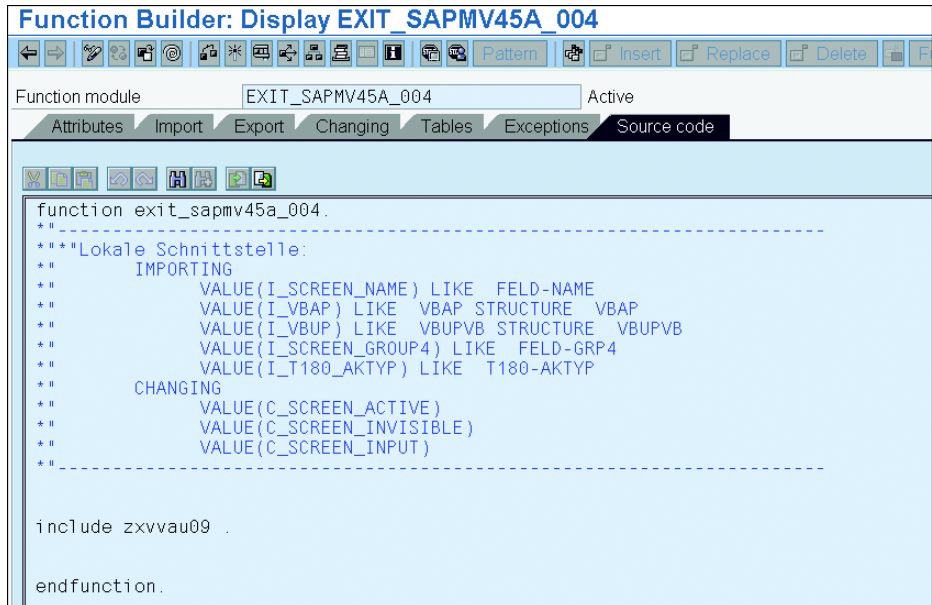 Function Builder: Display EXIT_SAPMV45A_004
Pattern Insert Replace Delete
Function module EXIT_SAPMV45A_004 Active
Attributes Import Export Changing Tables Exceptions Source code
function exit_sapmv45a_004.
*"----------------------------------------------------------------------
*"*"Lokale Schnittstelle:
*" IMPORTING
*" VALUE(I_SCREEN_NAME) LIKE FELD-NAME
*" VALUE(I_VBAP) LIKE VBAP STRUCTURE VBAP
*" VALUE(I_VBUP) LIKE VBUPVB STRUCTURE VBUPVB
*" VALUE(I_SCREEN_GROUP4) LIKE FELD-GRP4
*" VALUE(I_T180_AKTYP) LIKE T180-AKTYP
*" CHANGING
*" VALUE(C_SCREEN_ACTIVE)
*" VALUE(C_SCREEN_INVISIBLE)
*" VALUE(C_SCREEN_INPUT)
*"----------------------------------------------------------------------
include zxvvau09 .
endfunction.